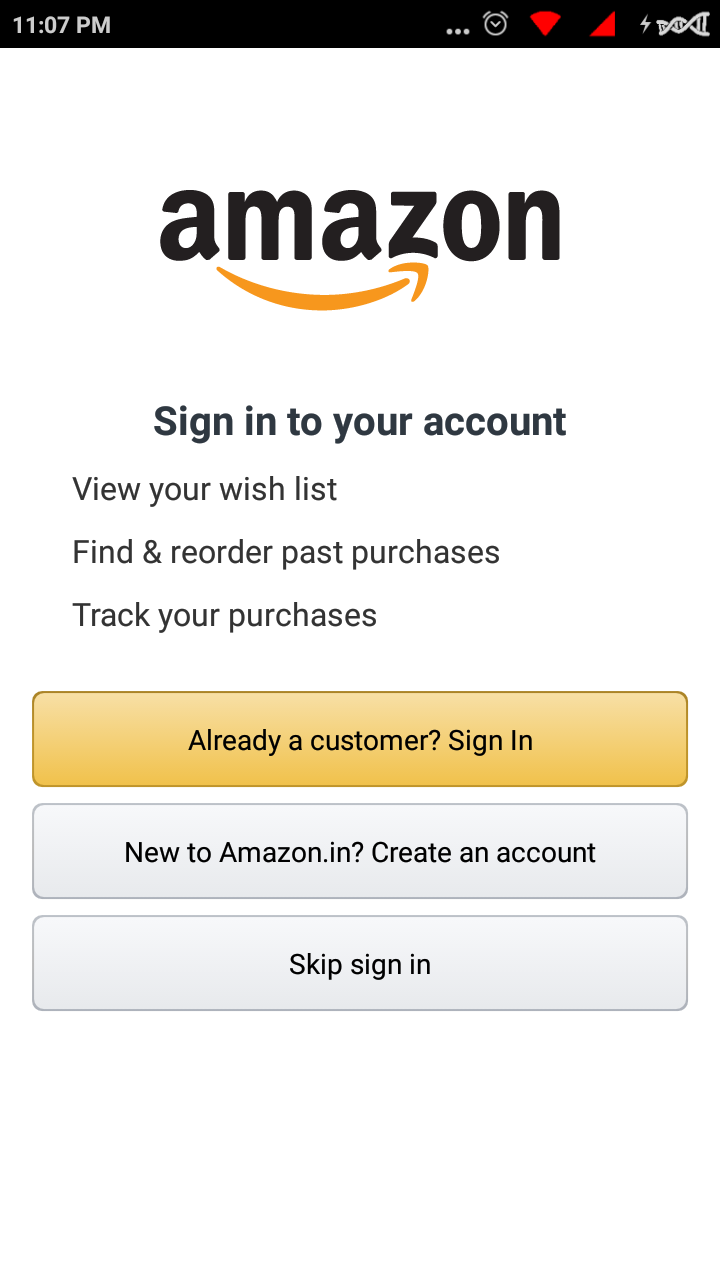 11:07 PM
amazon
Sign in to your account
View your wish list
Find & reorder past purchases
Track your purchases
Already a customer? Sign In
New to Amazon.in? Create an account
Skip sign in